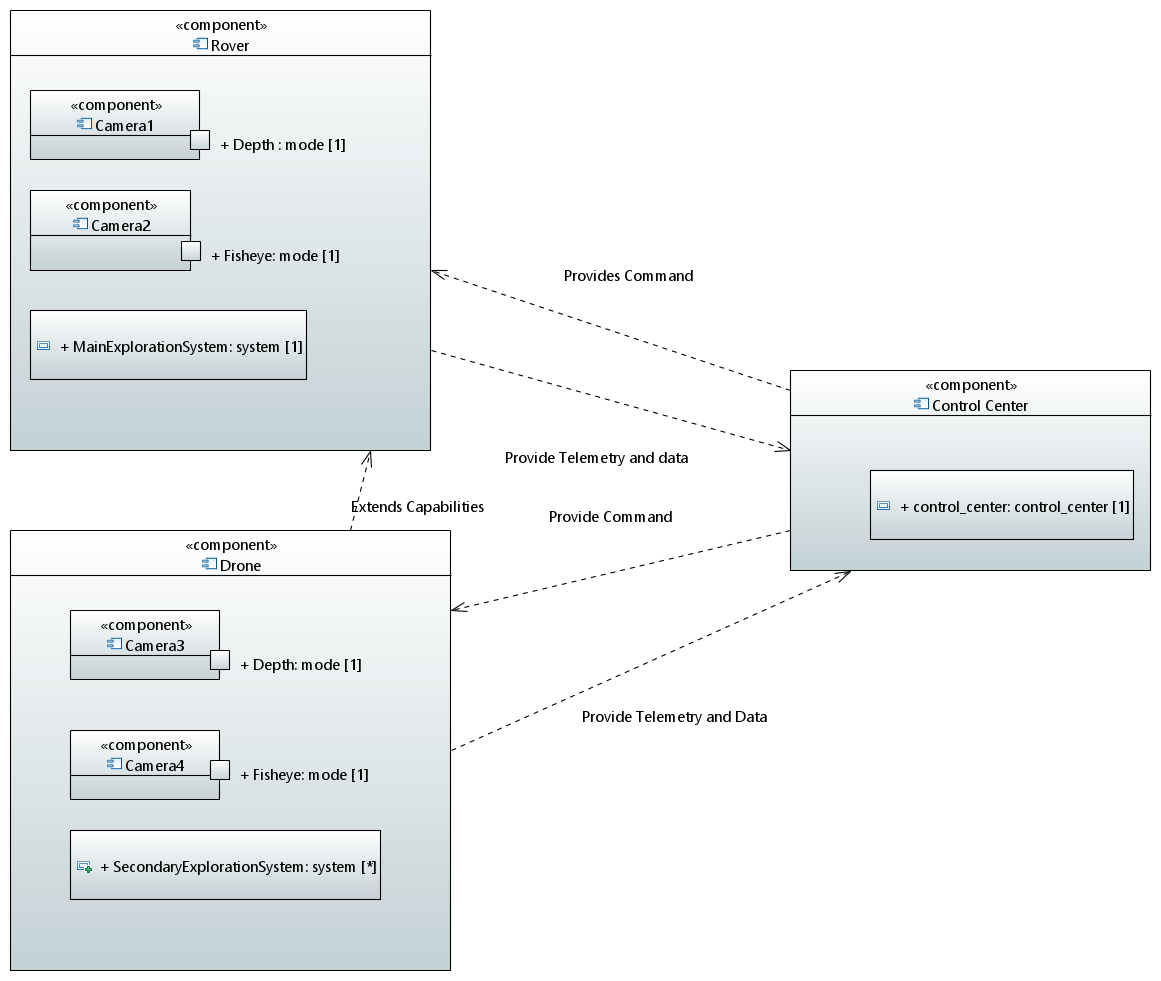 «component»
Rover
«component»
Camera1
+ Depth : mode [1]
«component»
Camera2
+ Fisheye: mode [1]
+ MainExplorationSystem: system [1]
Provides Command
«component»
Control Center
+ control_center: control_center [1]
Provide Telemetry and data
Extends Capabilities
Provide Command
«component»
Drone
«component»
Camera3
+ Depth: mode [1]
Provide Telemetry and Data
«component»
Camera4
+ Fisheye: mode [1]
+ SecondaryExplorationSystem: system [*]